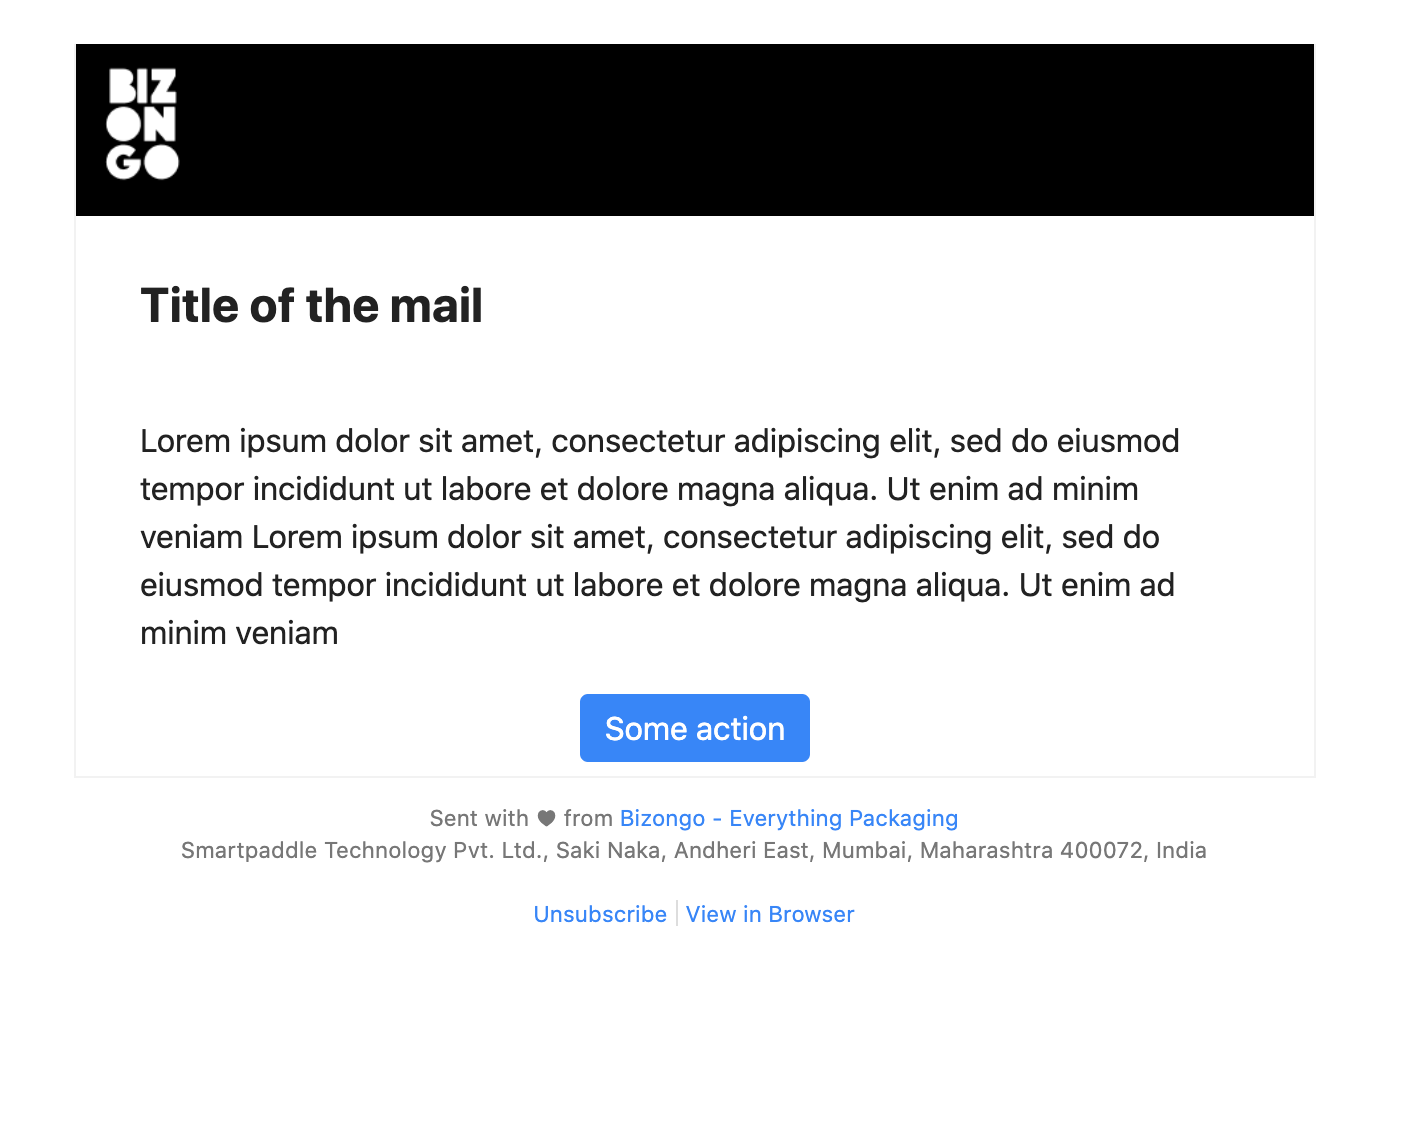 BIZ
ON
GO
Title of the mail
Lorem ipsum dolor sit amet, consectetur adipiscing elit, sed do eiusmod
tempor incididunt ut labore et dolore magna aliqua. Ut enim ad minim
veniam Lorem ipsum dolor sit amet, consectetur adipiscing elit, sed do
eiusmod tempor incididunt ut labore et dolore magna aliqua. Ut enim ad
minim veniam
Some action
Sent with ♥ from Bizongo - Everything Packaging
Smartpaddle Technology Pvt. Ltd., Saki Naka, Andheri East, Mumbai, Maharashtra 400072, India
Unsubscribe | View in Browser